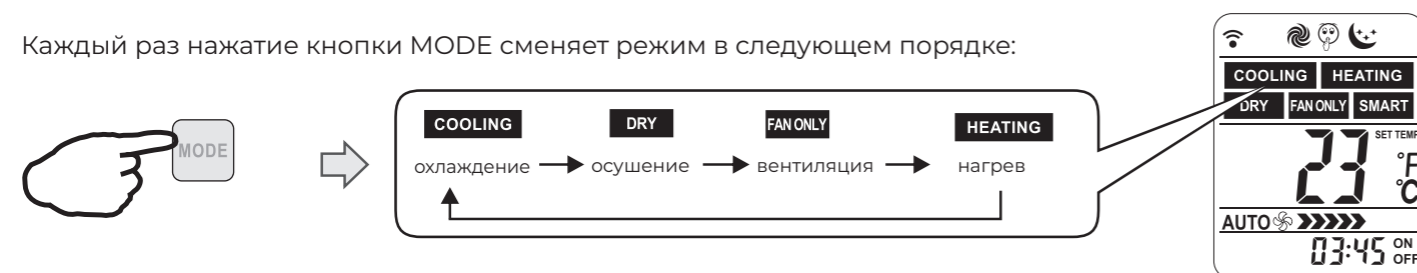 Каждый раз нажатие кнопки MODE сменяет режим в следующем порядке:
MODE
COOLING DRY FAN ONLY HEATING
охлаждение осушение вентиляция нагрев
COOLING HEATING
DRY FAN ONLY SMART
23 SET TEMP
°F
°C
AUTO
03:45 ON
OFF